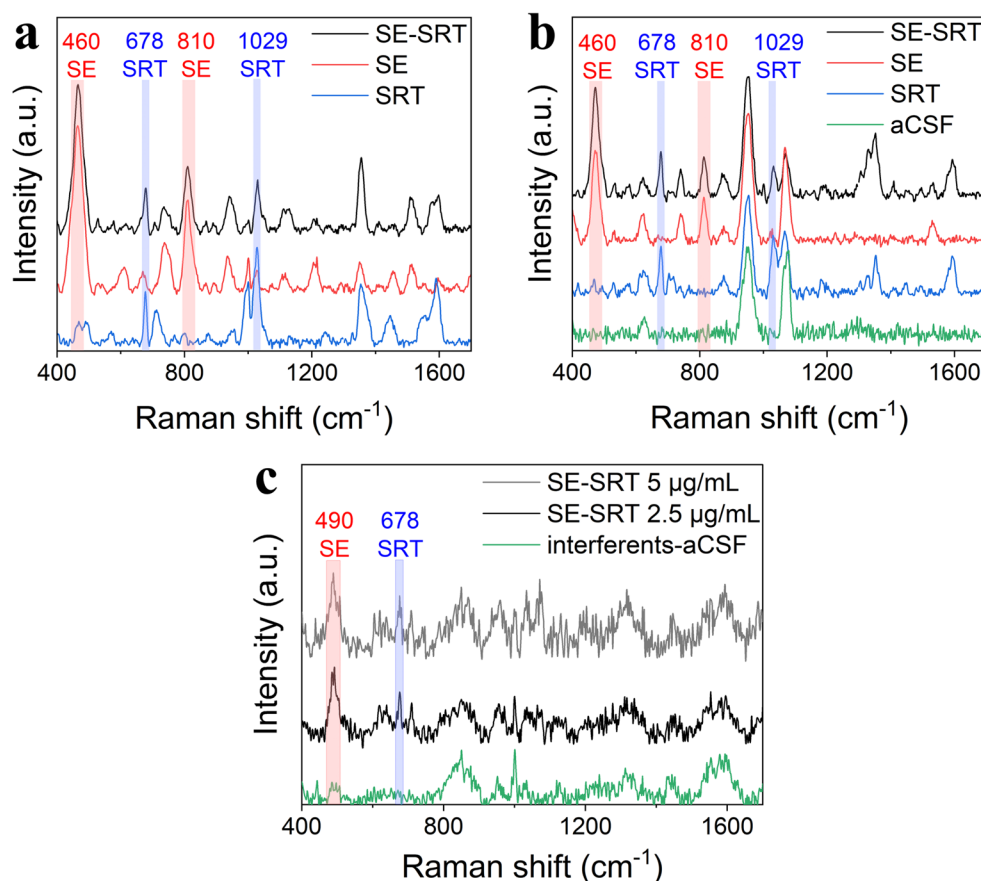 a
460 678 810 1029
SE SRT SE SRT
SE-SRT
SE
SRT
Intensity (a.u.)
400 800 1200 1600
Raman shift (cm⁻¹)
b
460 678 810 1029
SE SRT SE SRT
SE-SRT
SE
SRT
aCSF
Intensity (a.u.)
400 800 1200 1600
Raman shift (cm⁻¹)
c
490 678
SE SRT
SE-SRT 5 µg/mL
SE-SRT 2.5 µg/mL
interferents-aCSF
Intensity (a.u.)
400 800 1200 1600
Raman shift (cm⁻¹)